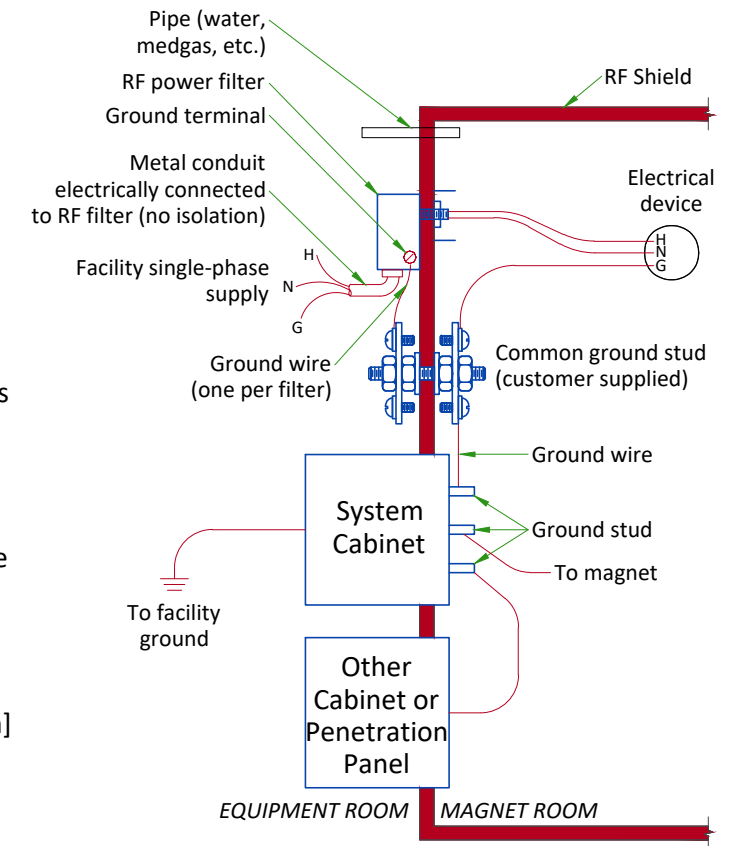 Pipe (water,
medgas, etc.)
RF power filter
Ground terminal
Metal conduit
electrically connected
to RF filter (no isolation)
Facility single-phase
supply
H
N
G
RF Shield
Electrical
device
H
N
G
Ground wire
(one per filter)
Common ground stud
(customer supplied)
s
Ground wire
System
Cabinet
Ground stud
e
To magnet
To facility
ground
Other
Cabinet or
Penetration
Panel
]
EQUIPMENT ROOM
MAGNET ROOM